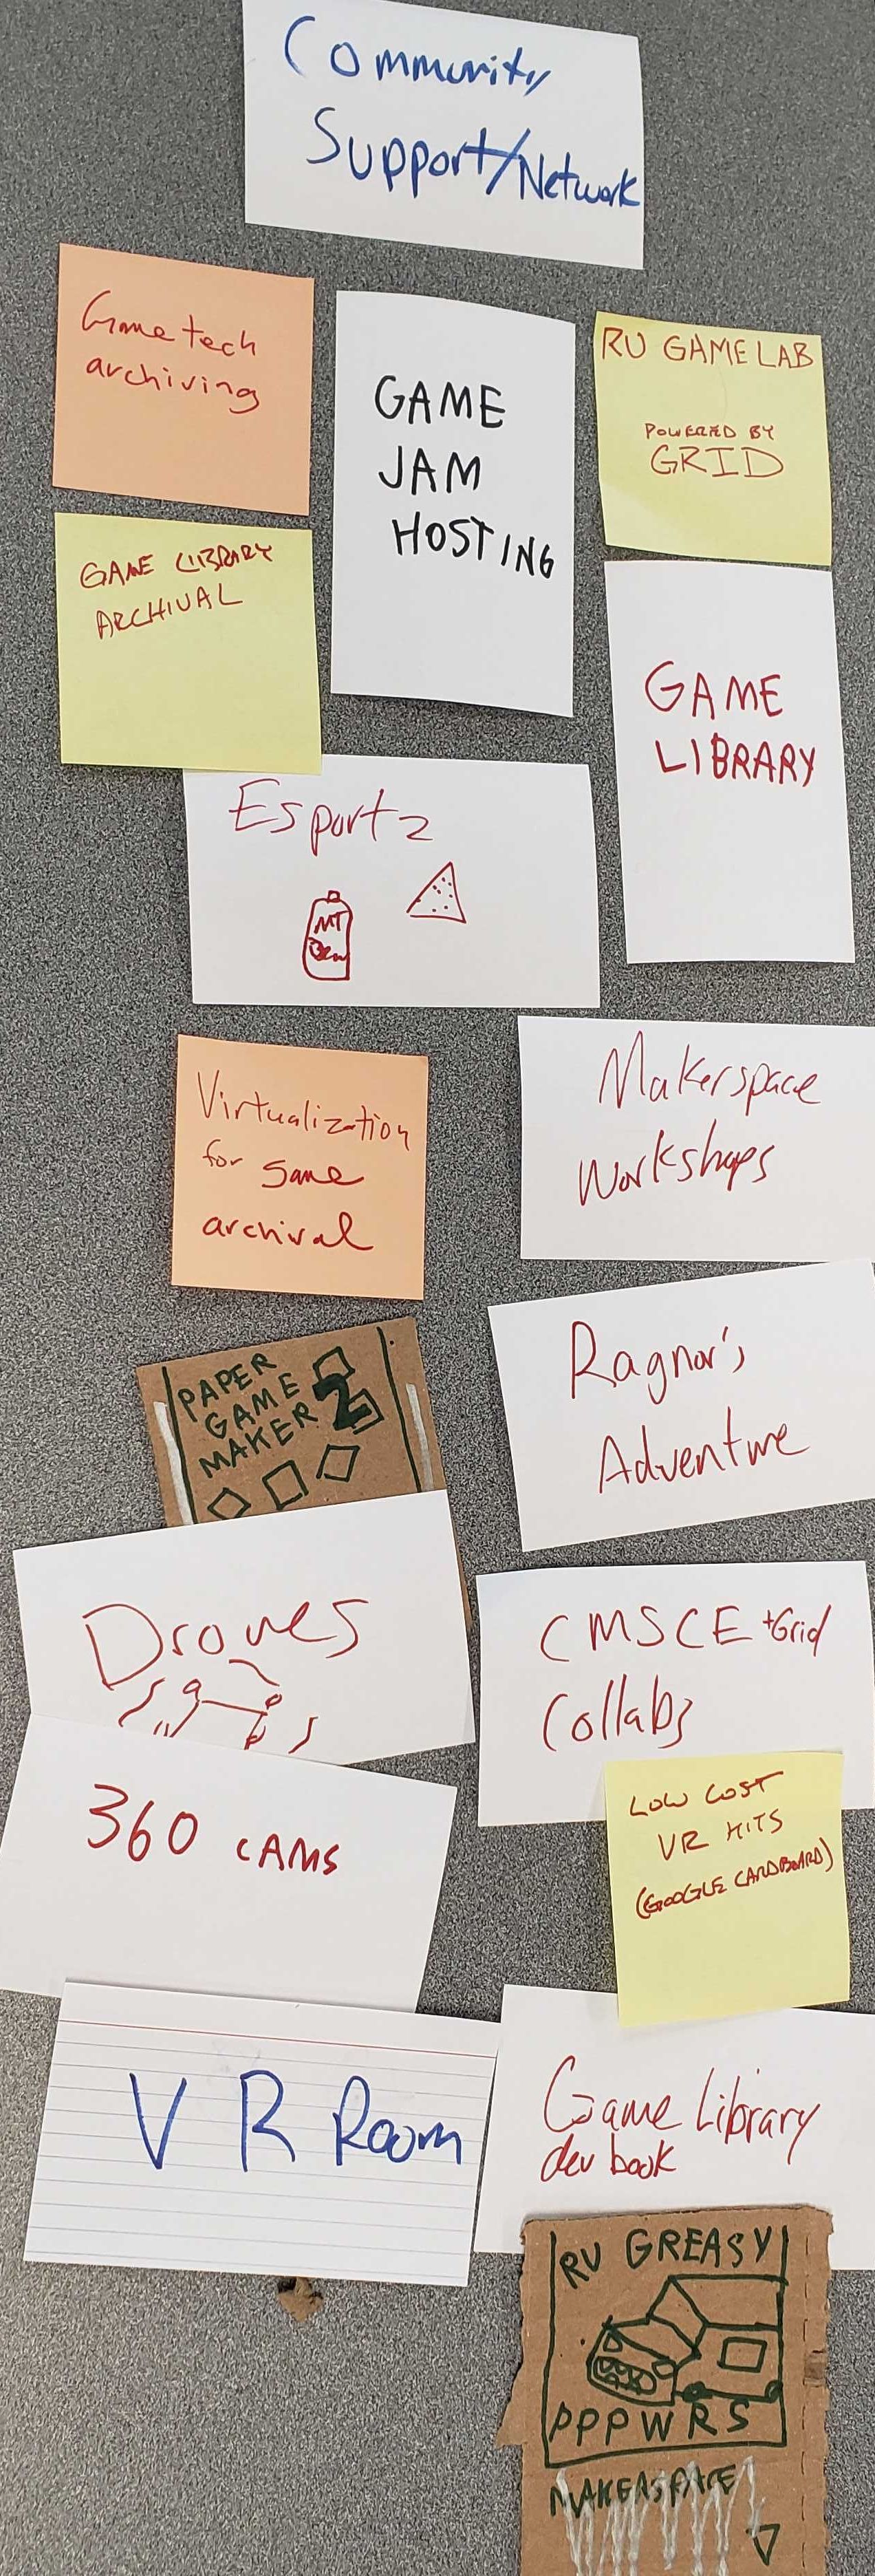 Community
Support/Network
Game tech
archiving
GAME
JAM
HOSTING
RU GAME LAB
POWERED BY
GRID
GAME LIBRARY
ARCHIVAL
GAME
LIBRARY
Esportz
MT
Dew
Virtualization
for game
archival
Makerspace
Workshops
Ragnar's
Adventure
PAPER
GAME
MAKER 2
Drones
CMSCE +Grid
Collabs
360 CAMS
LOW COST
VR KITS
(GOOGLE CARDBOARD)
VR Room
Game Library
dev book
RU GREASY
PPPWRS
MAKERSPACE